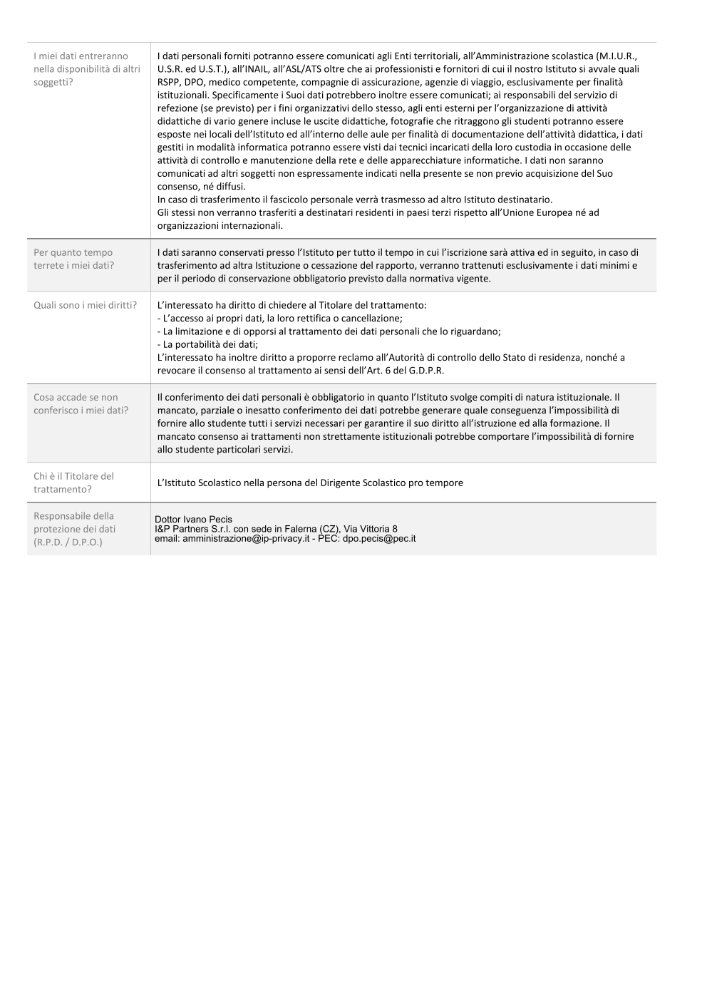 I miei dati entreranno
nella disponibilità di altri
soggetti?
I dati personali forniti potranno essere comunicati agli Enti territoriali, all’Amministrazione scolastica (M.I.U.R.,
U.S.R. ed U.S.T.), all’INAIL, all’ASL/ATS oltre che ai professionisti e fornitori di cui il nostro Istituto si avvale quali
RSPP, DPO, medico competente, compagnie di assicurazione, agenzie di viaggio, esclusivamente per finalità
istituzionali. Specificamente i Suoi dati potrebbero inoltre essere comunicati; ai responsabili del servizio di
refezione (se previsto) per i fini organizzativi dello stesso, agli enti esterni per l’organizzazione di attività
didattiche di vario genere incluse le uscite didattiche, fotografie che ritraggono gli studenti potranno essere
esposte nei locali dell’Istituto ed all’interno delle aule per finalità di documentazione dell’attività didattica, i dati
gestiti in modalità informatica potranno essere visti dai tecnici incaricati della loro custodia in occasione delle
attività di controllo e manutenzione della rete e delle apparecchiature informatiche. I dati non saranno
comunicati ad altri soggetti non espressamente indicati nella presente se non previo acquisizione del Suo
consenso, né diffusi.
In caso di trasferimento il fascicolo personale verrà trasmesso ad altro Istituto destinatario.
Gli stessi non verranno trasferiti a destinatari residenti in paesi terzi rispetto all’Unione Europea né ad
organizzazioni internazionali.
Per quanto tempo
terrete i miei dati?
I dati saranno conservati presso l’Istituto per tutto il tempo in cui l’iscrizione sarà attiva ed in seguito, in caso di
trasferimento ad altra Istituzione o cessazione del rapporto, verranno trattenuti esclusivamente i dati minimi e
per il periodo di conservazione obbligatorio previsto dalla normativa vigente.
Quali sono i miei diritti?
L’interessato ha diritto di chiedere al Titolare del trattamento:
- L’accesso ai propri dati, la loro rettifica o cancellazione;
- La limitazione e di opporsi al trattamento dei dati personali che lo riguardano;
- La portabilità dei dati;
L’interessato ha inoltre diritto a proporre reclamo all’Autorità di controllo dello Stato di residenza, nonché a
revocare il consenso al trattamento ai sensi dell’Art. 6 del G.D.P.R.
Cosa accade se non
conferisco i miei dati?
Il conferimento dei dati personali è obbligatorio in quanto l’Istituto svolge compiti di natura istituzionale. Il
mancato, parziale o inesatto conferimento dei dati potrebbe generare quale conseguenza l’impossibilità di
fornire allo studente tutti i servizi necessari per garantire il suo diritto all’istruzione ed alla formazione. Il
mancato consenso ai trattamenti non strettamente istituzionali potrebbe comportare l’impossibilità di fornire
allo studente particolari servizi.
Chi è il Titolare del
trattamento?
L’Istituto Scolastico nella persona del Dirigente Scolastico pro tempore
Responsabile della
protezione dei dati
(R.P.D. / D.P.O.)
Dottor Ivano Pecis
I&P Partners S.r.l. con sede in Falerna (CZ), Via Vittoria 8
email: amministrazione@ip-privacy.it - PEC: dpo.pecis@pec.it